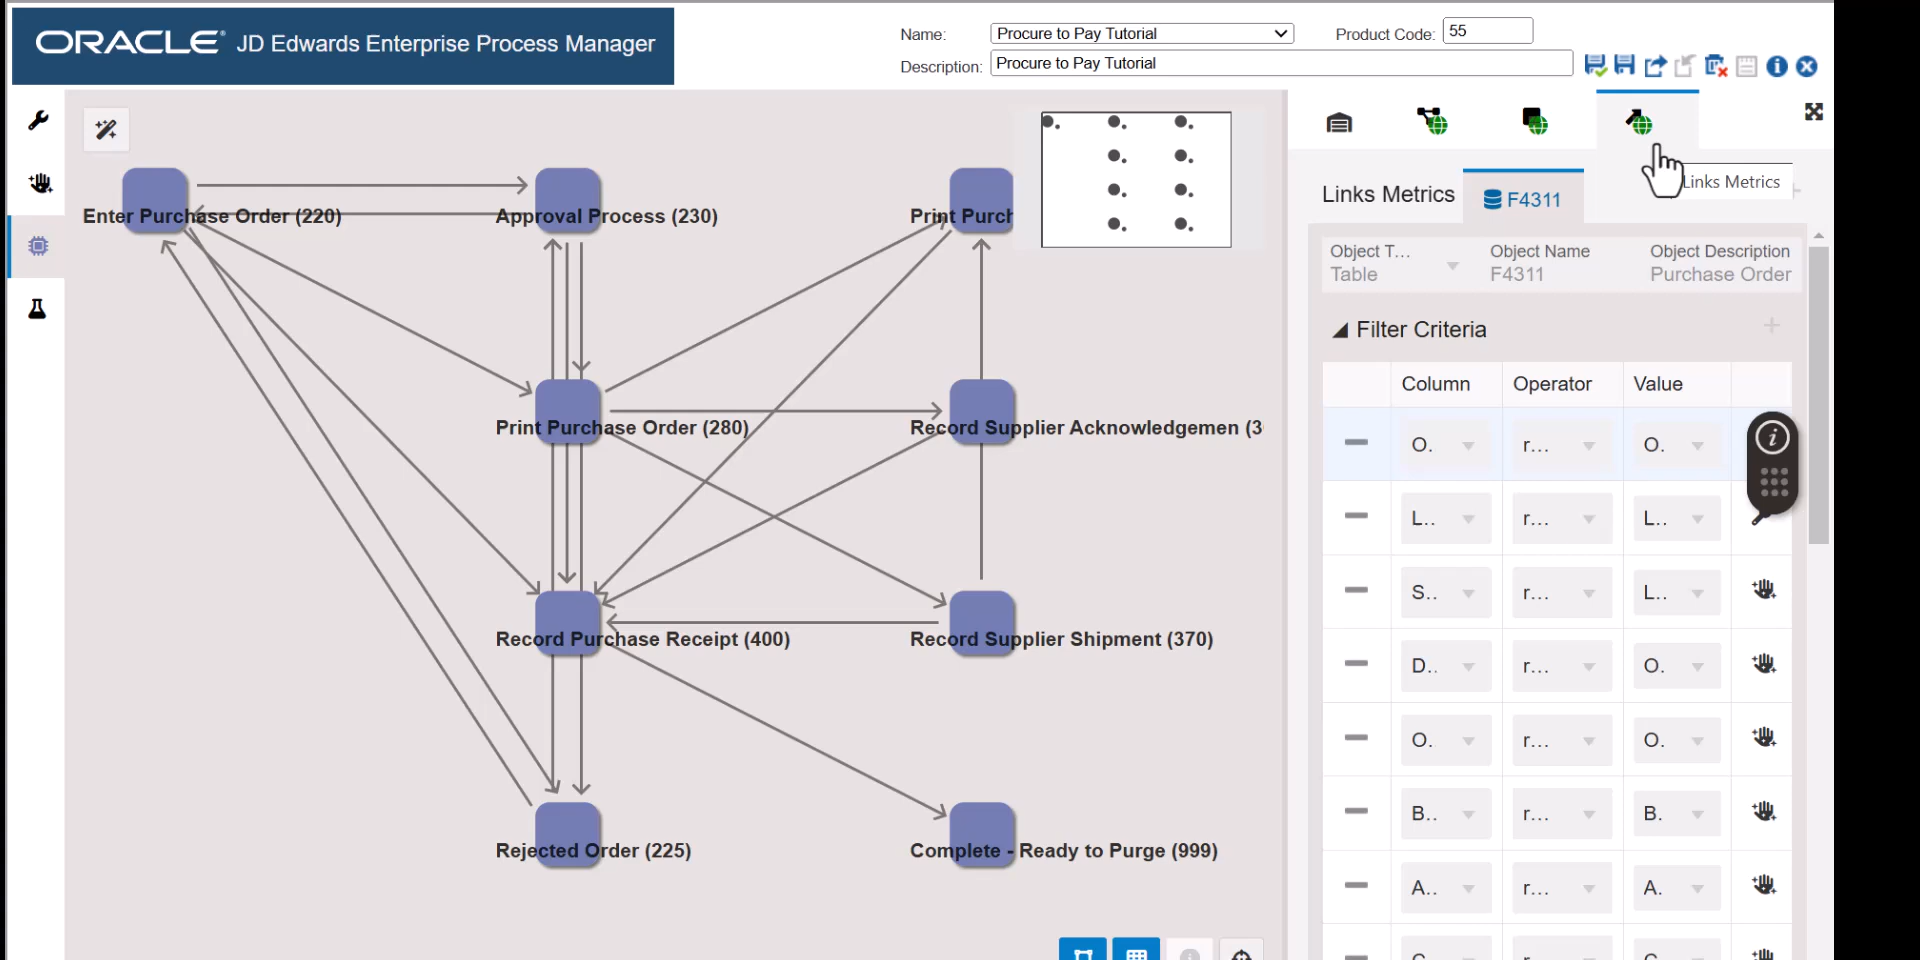 ORACLE® JD Edwards Enterprise Process Manager
Name: Procure to Pay Tutorial Product Code: 55
Description: Procure to Pay Tutorial
Links Metrics F4311
Links Metrics
Object T... Object Name Object Description
Table F4311 Purchase Order
Filter Criteria
Column Operator Value
O. r... O.
L.. r... L..
S.. r... L..
D.. r... O.
O. r... O.
B.. r... B.
A.. r... A.
Enter Purchase Order (220)
Approval Process (230)
Print Purch
Print Purchase Order (280)
Record Supplier Acknowledgemen (3
Record Purchase Receipt (400)
Record Supplier Shipment (370)
Rejected Order (225)
Complete - Ready to Purge (999)